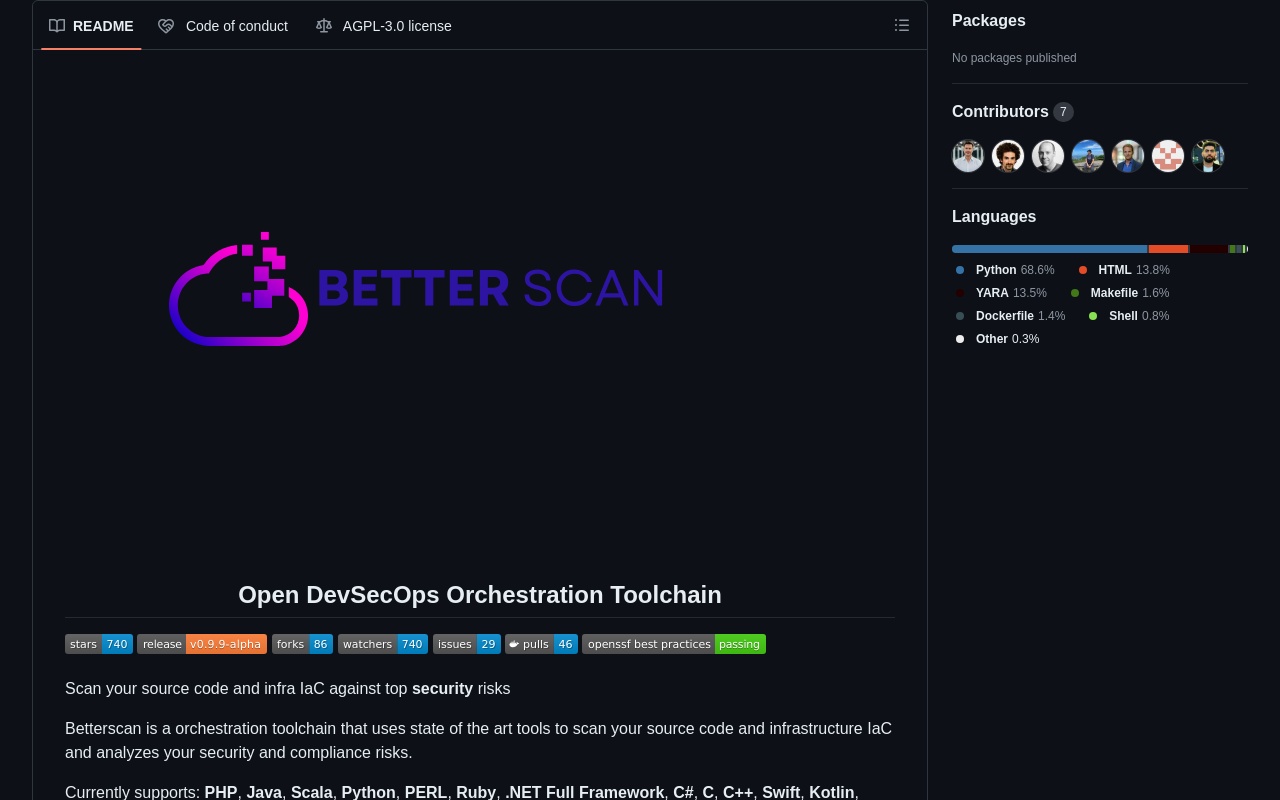 README
Code of conduct
AGPL-3.0 license
BETTER SCAN
Open DevSecOps Orchestration Toolchain
stars 740 release v0.9.9-alpha forks 86 watchers 740 issues 29 pulls 46 openssf best practices passing
Scan your source code and infra IaC against top security risks
Betterscan is a orchestration toolchain that uses state of the art tools to scan your source code and infrastructure IaC
and analyzes your security and compliance risks.
Currently supports: PHP, Java, Scala, Python, PERL, Ruby, .NET Full Framework, C#, C, C++, Swift, Kotlin,
Packages
No packages published
Contributors 7
Languages
Python 68.6% HTML 13.8%
YARA 13.5% Makefile 1.6%
Dockerfile 1.4% Shell 0.8%
Other 0.3%